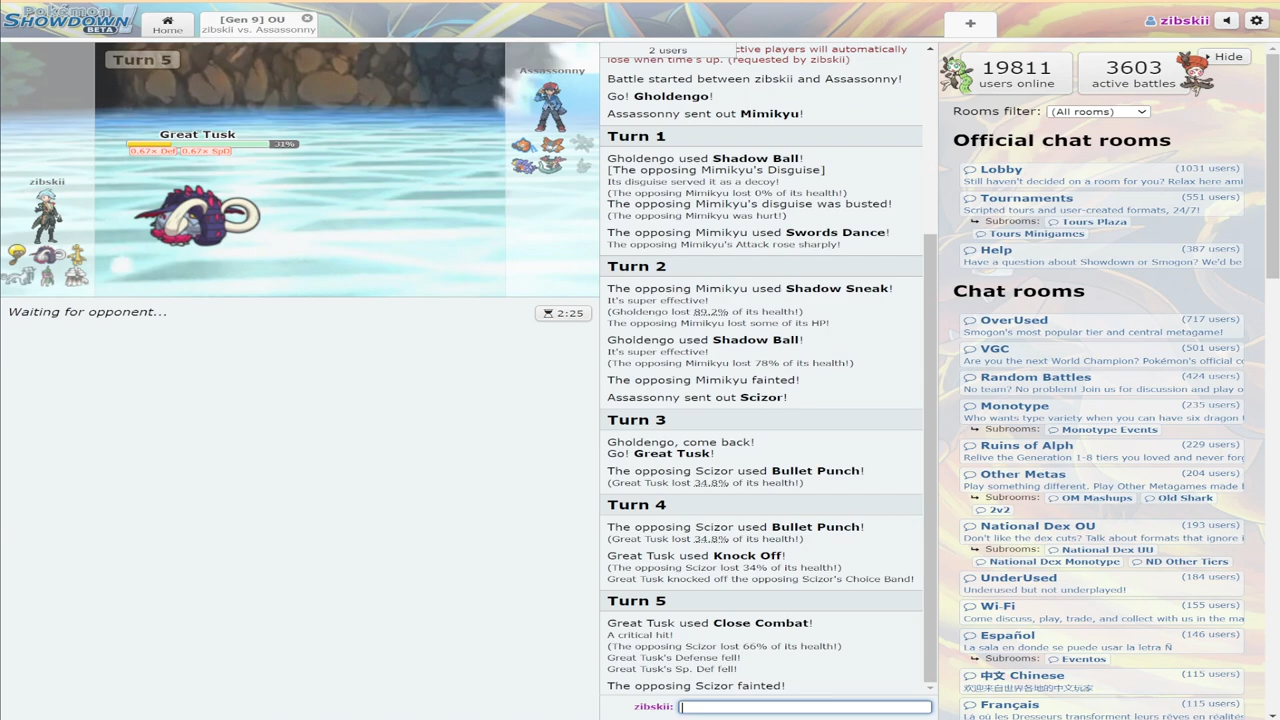 Pokémon
SHOWDOWN!
BETA
Home
[Gen 9] OU
zibskii vs. Assassonny
+
zibskii
Turn 5
Assassonny
Great Tusk
31%
0.67× Def 0.67× SpD
zibskii
Waiting for opponent...
2:25
2 users
ctive players will automatically
lose when time's up. (requested by zibskii)
Battle started between zibskii and Assassonny!
Go! Gholdengo!
Assassonny sent out Mimikyu!
Turn 1
Gholdengo used Shadow Ball!
[The opposing Mimikyu's Disguise]
Its disguise served it as a decoy!
(The opposing Mimikyu lost 0% of its health!)
The opposing Mimikyu's disguise was busted!
(The opposing Mimikyu was hurt!)
The opposing Mimikyu used Swords Dance!
The opposing Mimikyu's Attack rose sharply!
Turn 2
The opposing Mimikyu used Shadow Sneak!
It's super effective!
(Gholdengo lost 89.2% of its health!)
The opposing Mimikyu lost some of its HP!
Gholdengo used Shadow Ball!
It's super effective!
(The opposing Mimikyu lost 78% of its health!)
The opposing Mimikyu fainted!
Assassonny sent out Scizor!
Turn 3
Gholdengo, come back!
Go! Great Tusk!
The opposing Scizor used Bullet Punch!
(Great Tusk lost 34.8% of its health!)
Turn 4
The opposing Scizor used Bullet Punch!
(Great Tusk lost 34.8% of its health!)
Great Tusk used Knock Off!
(The opposing Scizor lost 34% of its health!)
Great Tusk knocked off the opposing Scizor's Choice Band!
Turn 5
Great Tusk used Close Combat!
A critical hit!
(The opposing Scizor lost 66% of its health!)
Great Tusk's Defense fell!
Great Tusk's Sp. Def fell!
The opposing Scizor fainted!
zibskii:
19811
users online
3603
active battles
Hide
Rooms filter: (All rooms)
Official chat rooms
Lobby (1031 users)
Still haven't decided on a room for you? Relax here ami
Tournaments (551 users)
Scripted tours and user-created formats, 24/7!
Subrooms: Tours Plaza
Tours Minigames
Help (387 users)
Have a question about Showdown or Smogon? We'd be
Chat rooms
OverUsed (717 users)
Smogon's most popular tier and central metagame!
VGC (501 users)
Are you the next World Champion? Pokémon's official co
Random Battles (424 users)
No team? No problem! Join us for discussion and play o
Monotype (235 users)
Who wants type variety when you can have six dragon t
Subrooms: Monotype Events
Ruins of Alph (229 users)
Relive the Generation 1-8 tiers you loved and never forg
Other Metas (204 users)
Play something different. Play Other Metagames made b
Subrooms: OM Mashups Old Shark
2v2
National Dex OU (193 users)
Don't like the dex cuts? Talk about formats that ignore i
Subrooms: National Dex UU
National Dex Monotype ND Other Tiers
UnderUsed (184 users)
Underused but not underplayed!
Wi-Fi (155 users)
Come discuss, play, trade, and collect with us in the ma
Español (146 users)
La sala en donde se puede usar la letra Ñ
Subrooms: Eventos
中文 Chinese (115 users)
欢迎来自世界各地的中文玩家
Français (115 users)
Là où les Dresseurs transforment leurs rêves en réalités